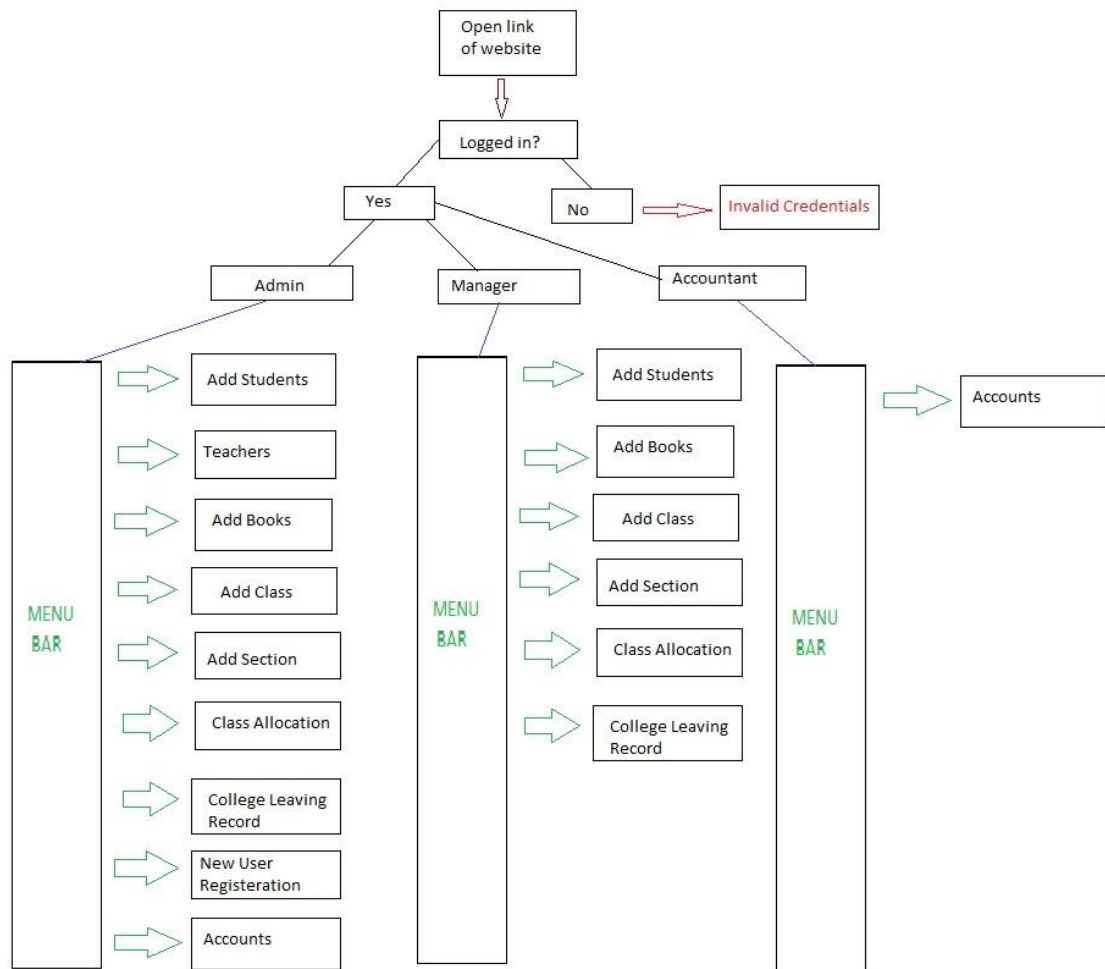 Open link
of website
Logged in?
Yes
No
Invalid Credentials
Admin
Manager
Accountant
MENU
BAR
Add Students
Teachers
Add Books
Add Class
Add Section
Class Allocation
College Leaving
Record
New User
Registeration
Accounts
MENU
BAR
Add Students
Add Books
Add Class
Add Section
Class Allocation
College Leaving
Record
MENU
BAR
Accounts